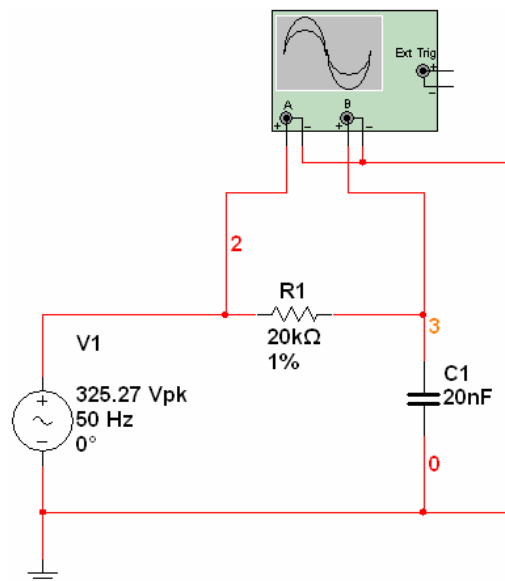 Ext Trig
+
−
A
B
+ − + −
2
R1
20kΩ
1%
3
V1
325.27 Vpk
50 Hz
0°
+
−
C1
20nF
0